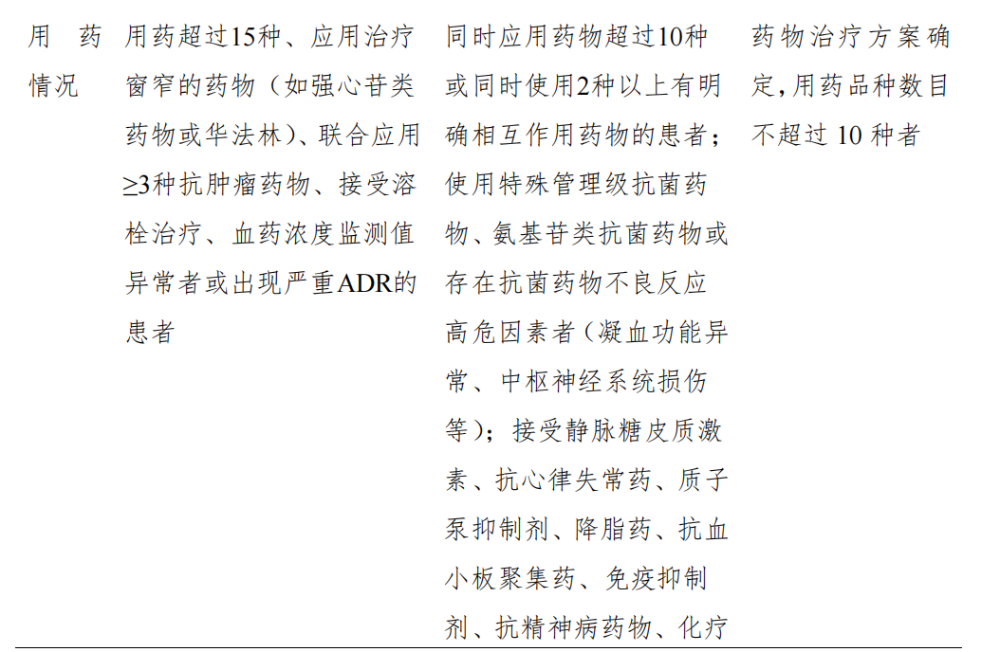 用 药
情况
用药超过15种、应用治疗
窗窄的药物（如强心苷类
药物或华法林）、联合应用
≥3种抗肿瘤药物、接受溶
栓治疗、血药浓度监测值
异常者或出现严重ADR的
患者
同时应用药物超过10种
或同时使用2种以上有明
确相互作用药物的患者；
使用特殊管理级抗菌药
物、氨基苷类抗菌药物或
存在抗菌药物不良反应
高危因素者（凝血功能异
常、中枢神经系统损伤
等）；接受静脉糖皮质激
素、抗心律失常药、质子
泵抑制剂、降脂药、抗血
小板聚集药、免疫抑制
剂、抗精神病药物、化疗
药物治疗方案确
定，用药品种数目
不超过 10 种者